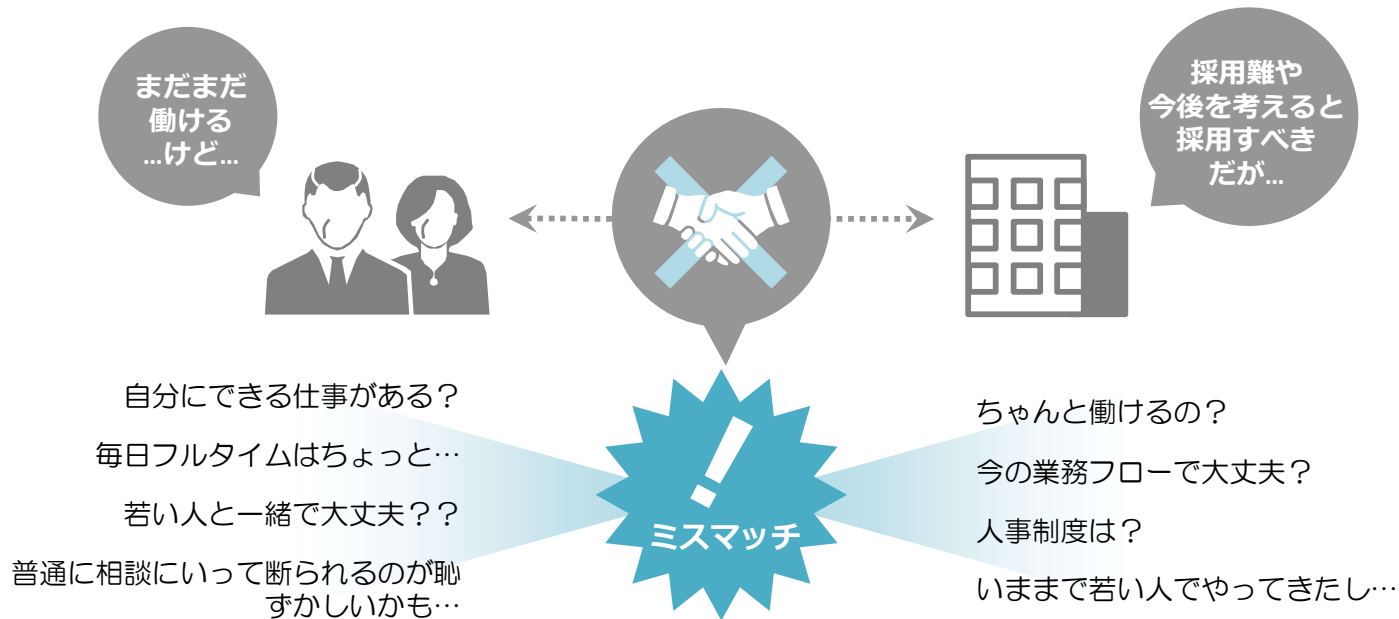 まだまだ
働ける
...けど...
採用難や
今後を考えると
採用すべき
だが...
自分にできる仕事がある？
毎日フルタイムはちょっと…
若い人と一緒で大丈夫？？
普通に相談にいって断られるのが恥
ずかしいかも…
!
ミスマッチ
ちゃんと働けるの？
今の業務フローで大丈夫？
人事制度は？
いままで若い人でやってきたし…